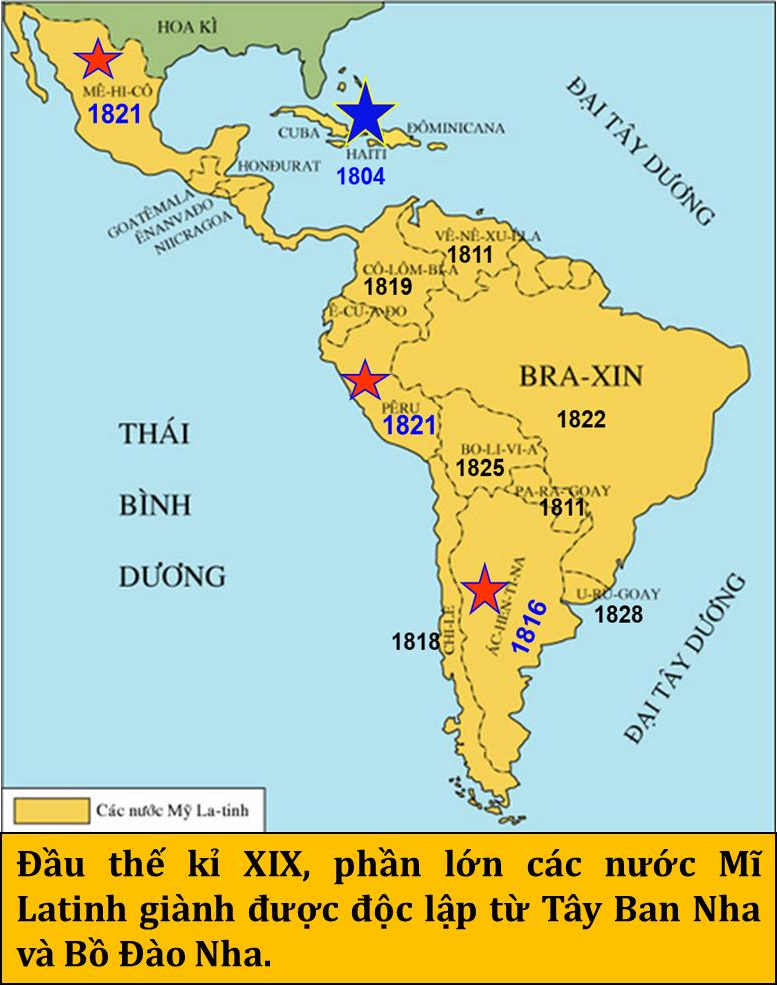 HOA KÌ
MÊ-HI-CÔ
1821
CUBA
ĐÔMINICANA
HAITI
1804
HONĐURAT
GOATÊMALA
ÊNANVAĐO
NIICRAGOA
ĐẠI TÂY DƯƠNG
VÊ-NÊ-XU-ÊLA
1811
CÔ-LÔM-BI-A
1819
Ê-CU-A-ĐO
BRA-XIN
1822
PÊRU
1821
THÁI
BÌNH
DƯƠNG
BO-LI-VI-A
1825
PA-RA-GOAY
1811
ÁC-HEN-TI-NA
1816
U-RU-GOAY
1828
CHI-LÊ
1818
ĐẠI TÂY DƯƠNG
Các nước Mỹ La-tinh
Đầu thế kỉ XIX, phần lớn các nước Mĩ
Latinh giành được độc lập từ Tây Ban Nha
và Bồ Đào Nha.